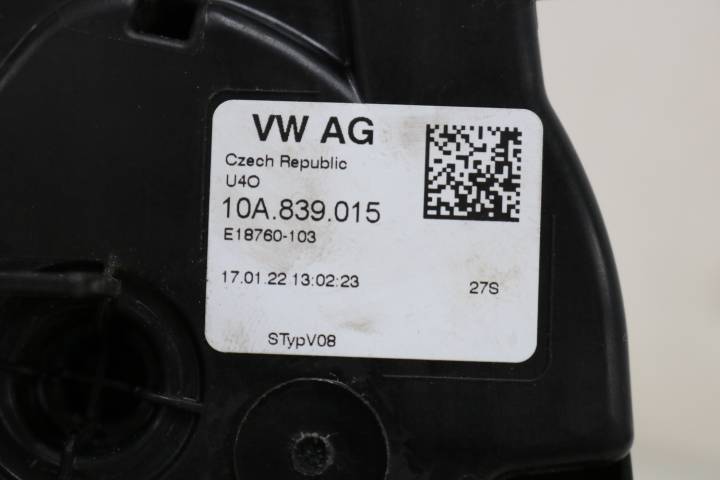 VW AG
Czech Republic
U4O
10A.839.015
E18760-103
17.01.22 13:02:23
27S
STypV08